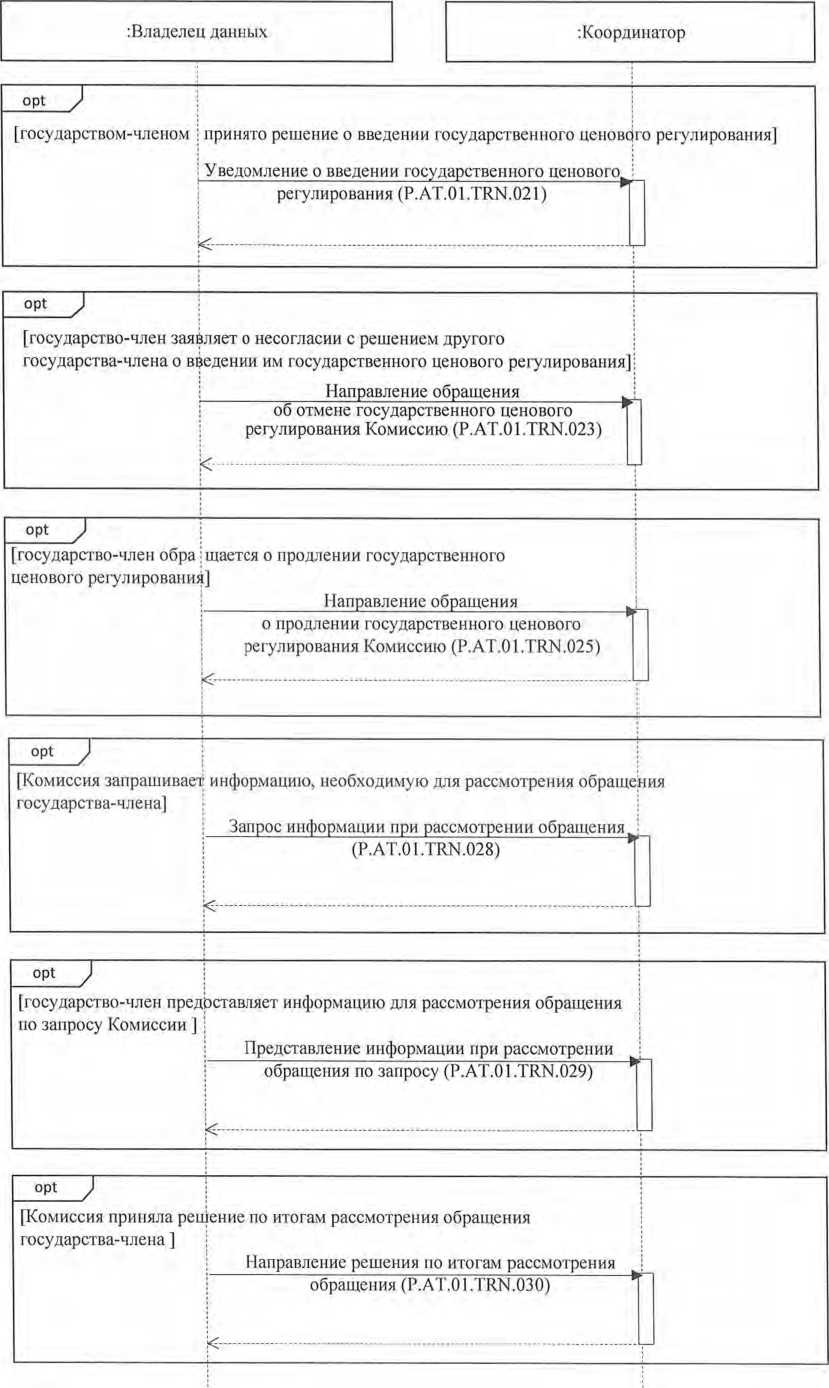 :Владелец данных
:Координатор
opt
[государством-членом принято решение о введении государственного ценового регулирования]
Уведомление о введении государственного ценового
регулирования (P.AT.01.TRN.021)
opt
[государство-член заявляет о несогласии с решением другого
государства-члена о введении им государственного ценового регулирования]
Направление обращения
об отмене государственного ценового
регулирования Комиссию (P.AT.01.TRN.023)
opt
[государство-член обра щается о продлении государственного
ценового регулирования]
Направление обращения
о продлении государственного ценового
регулирования Комиссию (P.AT.01.TRN.025)
opt
[Комиссия запрашивает информацию, необходимую для рассмотрения обращения
государства-члена]
Запрос информации при рассмотрении обращения
(P.AT.01.TRN.028)
opt
[государство-член предоставляет информацию для рассмотрения обращения
по запросу Комиссии ]
Представление информации при рассмотрении
обращения по запросу (P.AT.01.TRN.029)
opt
[Комиссия приняла решение по итогам рассмотрения обращения
государства-члена ]
Направление решения по итогам рассмотрения
обращения (P.AT.01.TRN.030)